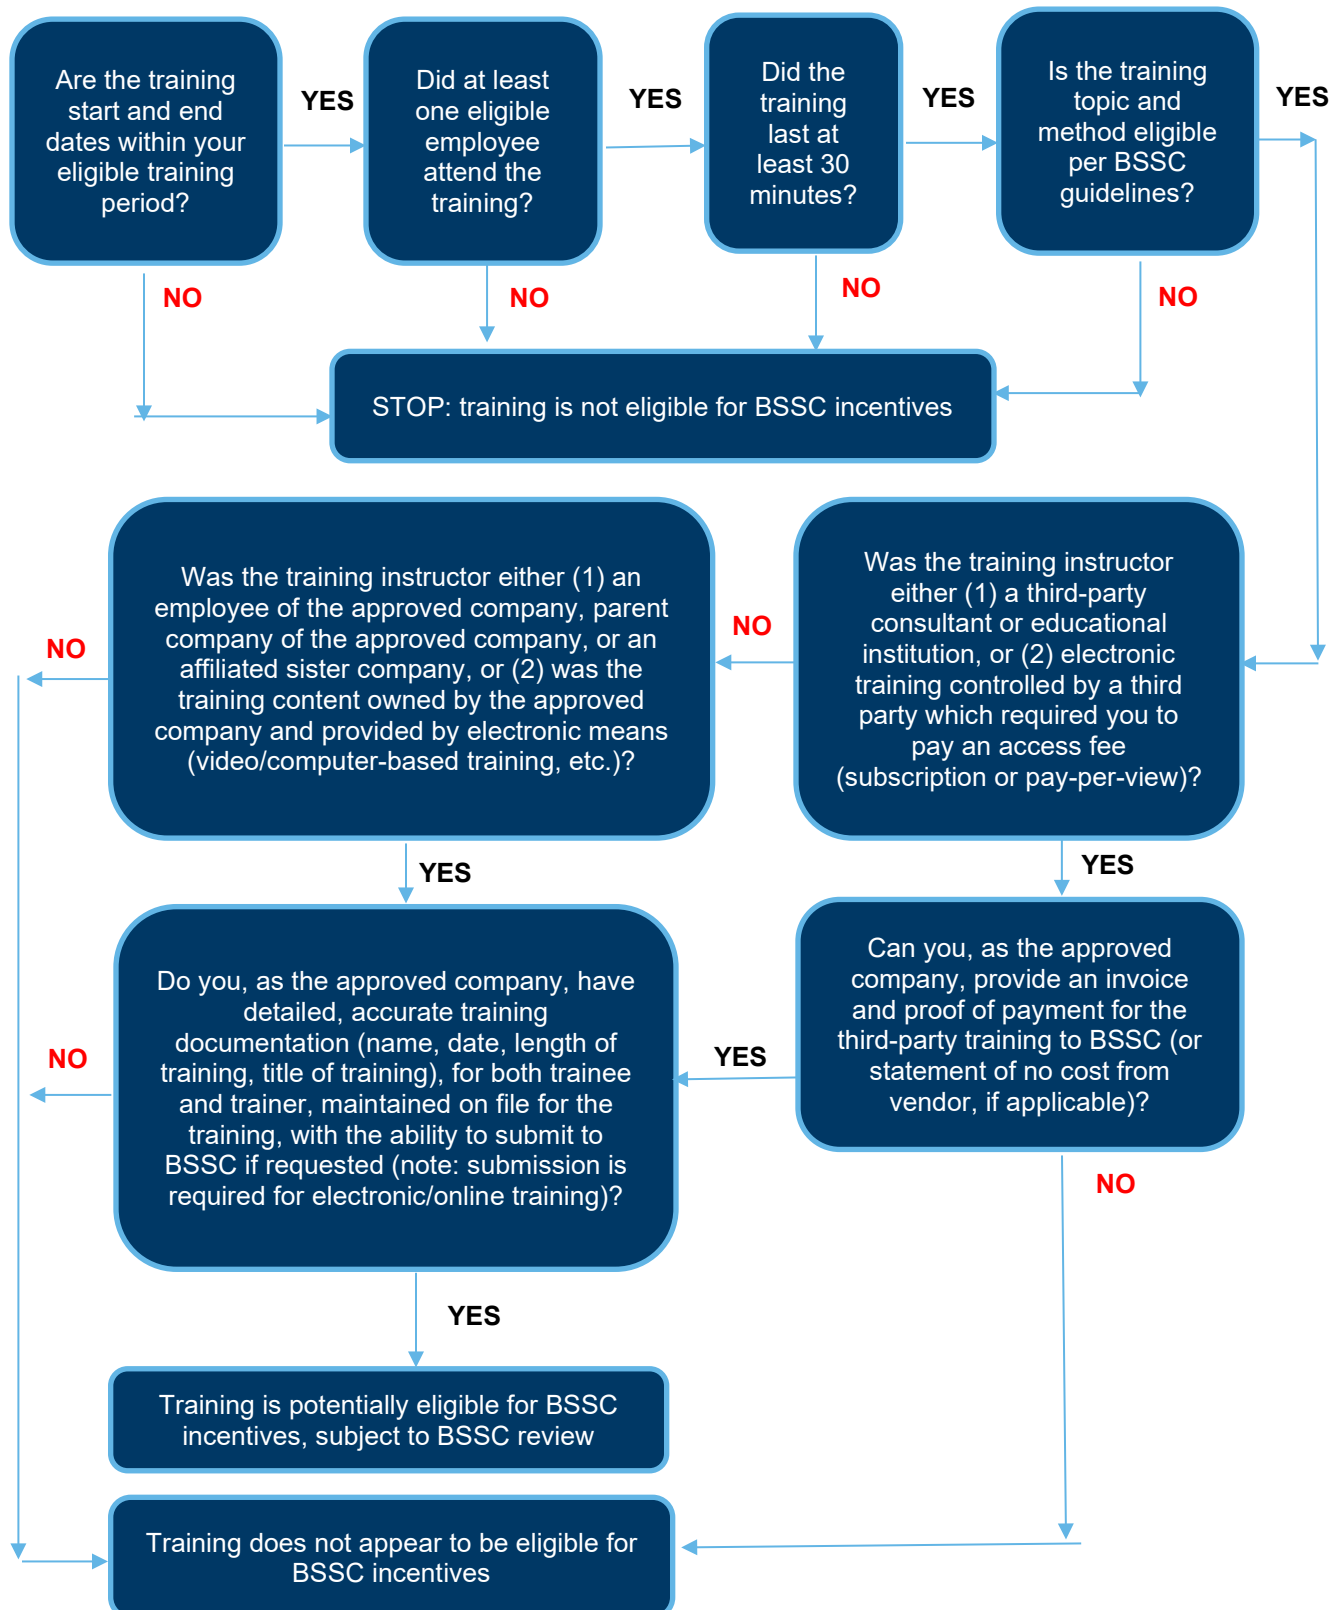 Are the training
start and end
dates within your
eligible training
period?
YES
Did at least
one eligible
employee
attend the
training?
YES
Did the
training
last at
least 30
minutes?
YES
Is the training
topic and
method eligible
per BSSC
guidelines?
YES
NO
NO
NO
NO
STOP: training is not eligible for BSSC incentives
Was the training instructor
either (1) a third-party
consultant or educational
institution, or (2) electronic
training controlled by a third
party which required you to
pay an access fee
(subscription or pay-per-view)?
NO
Was the training instructor either (1) an
employee of the approved company, parent
company of the approved company, or an
affiliated sister company, or (2) was the
training content owned by the approved
company and provided by electronic means
(video/computer-based training, etc.)?
NO
YES
YES
Can you, as the approved
company, provide an invoice
and proof of payment for the
third-party training to BSSC (or
statement of no cost from
vendor, if applicable)?
YES
NO
Do you, as the approved company, have
detailed, accurate training
documentation (name, date, length of
training, title of training), for both trainee
and trainer, maintained on file for the
training, with the ability to submit to
BSSC if requested (note: submission is
required for electronic/online training)?
NO
YES
Training is potentially eligible for BSSC
incentives, subject to BSSC review
Training does not appear to be eligible for
BSSC incentives